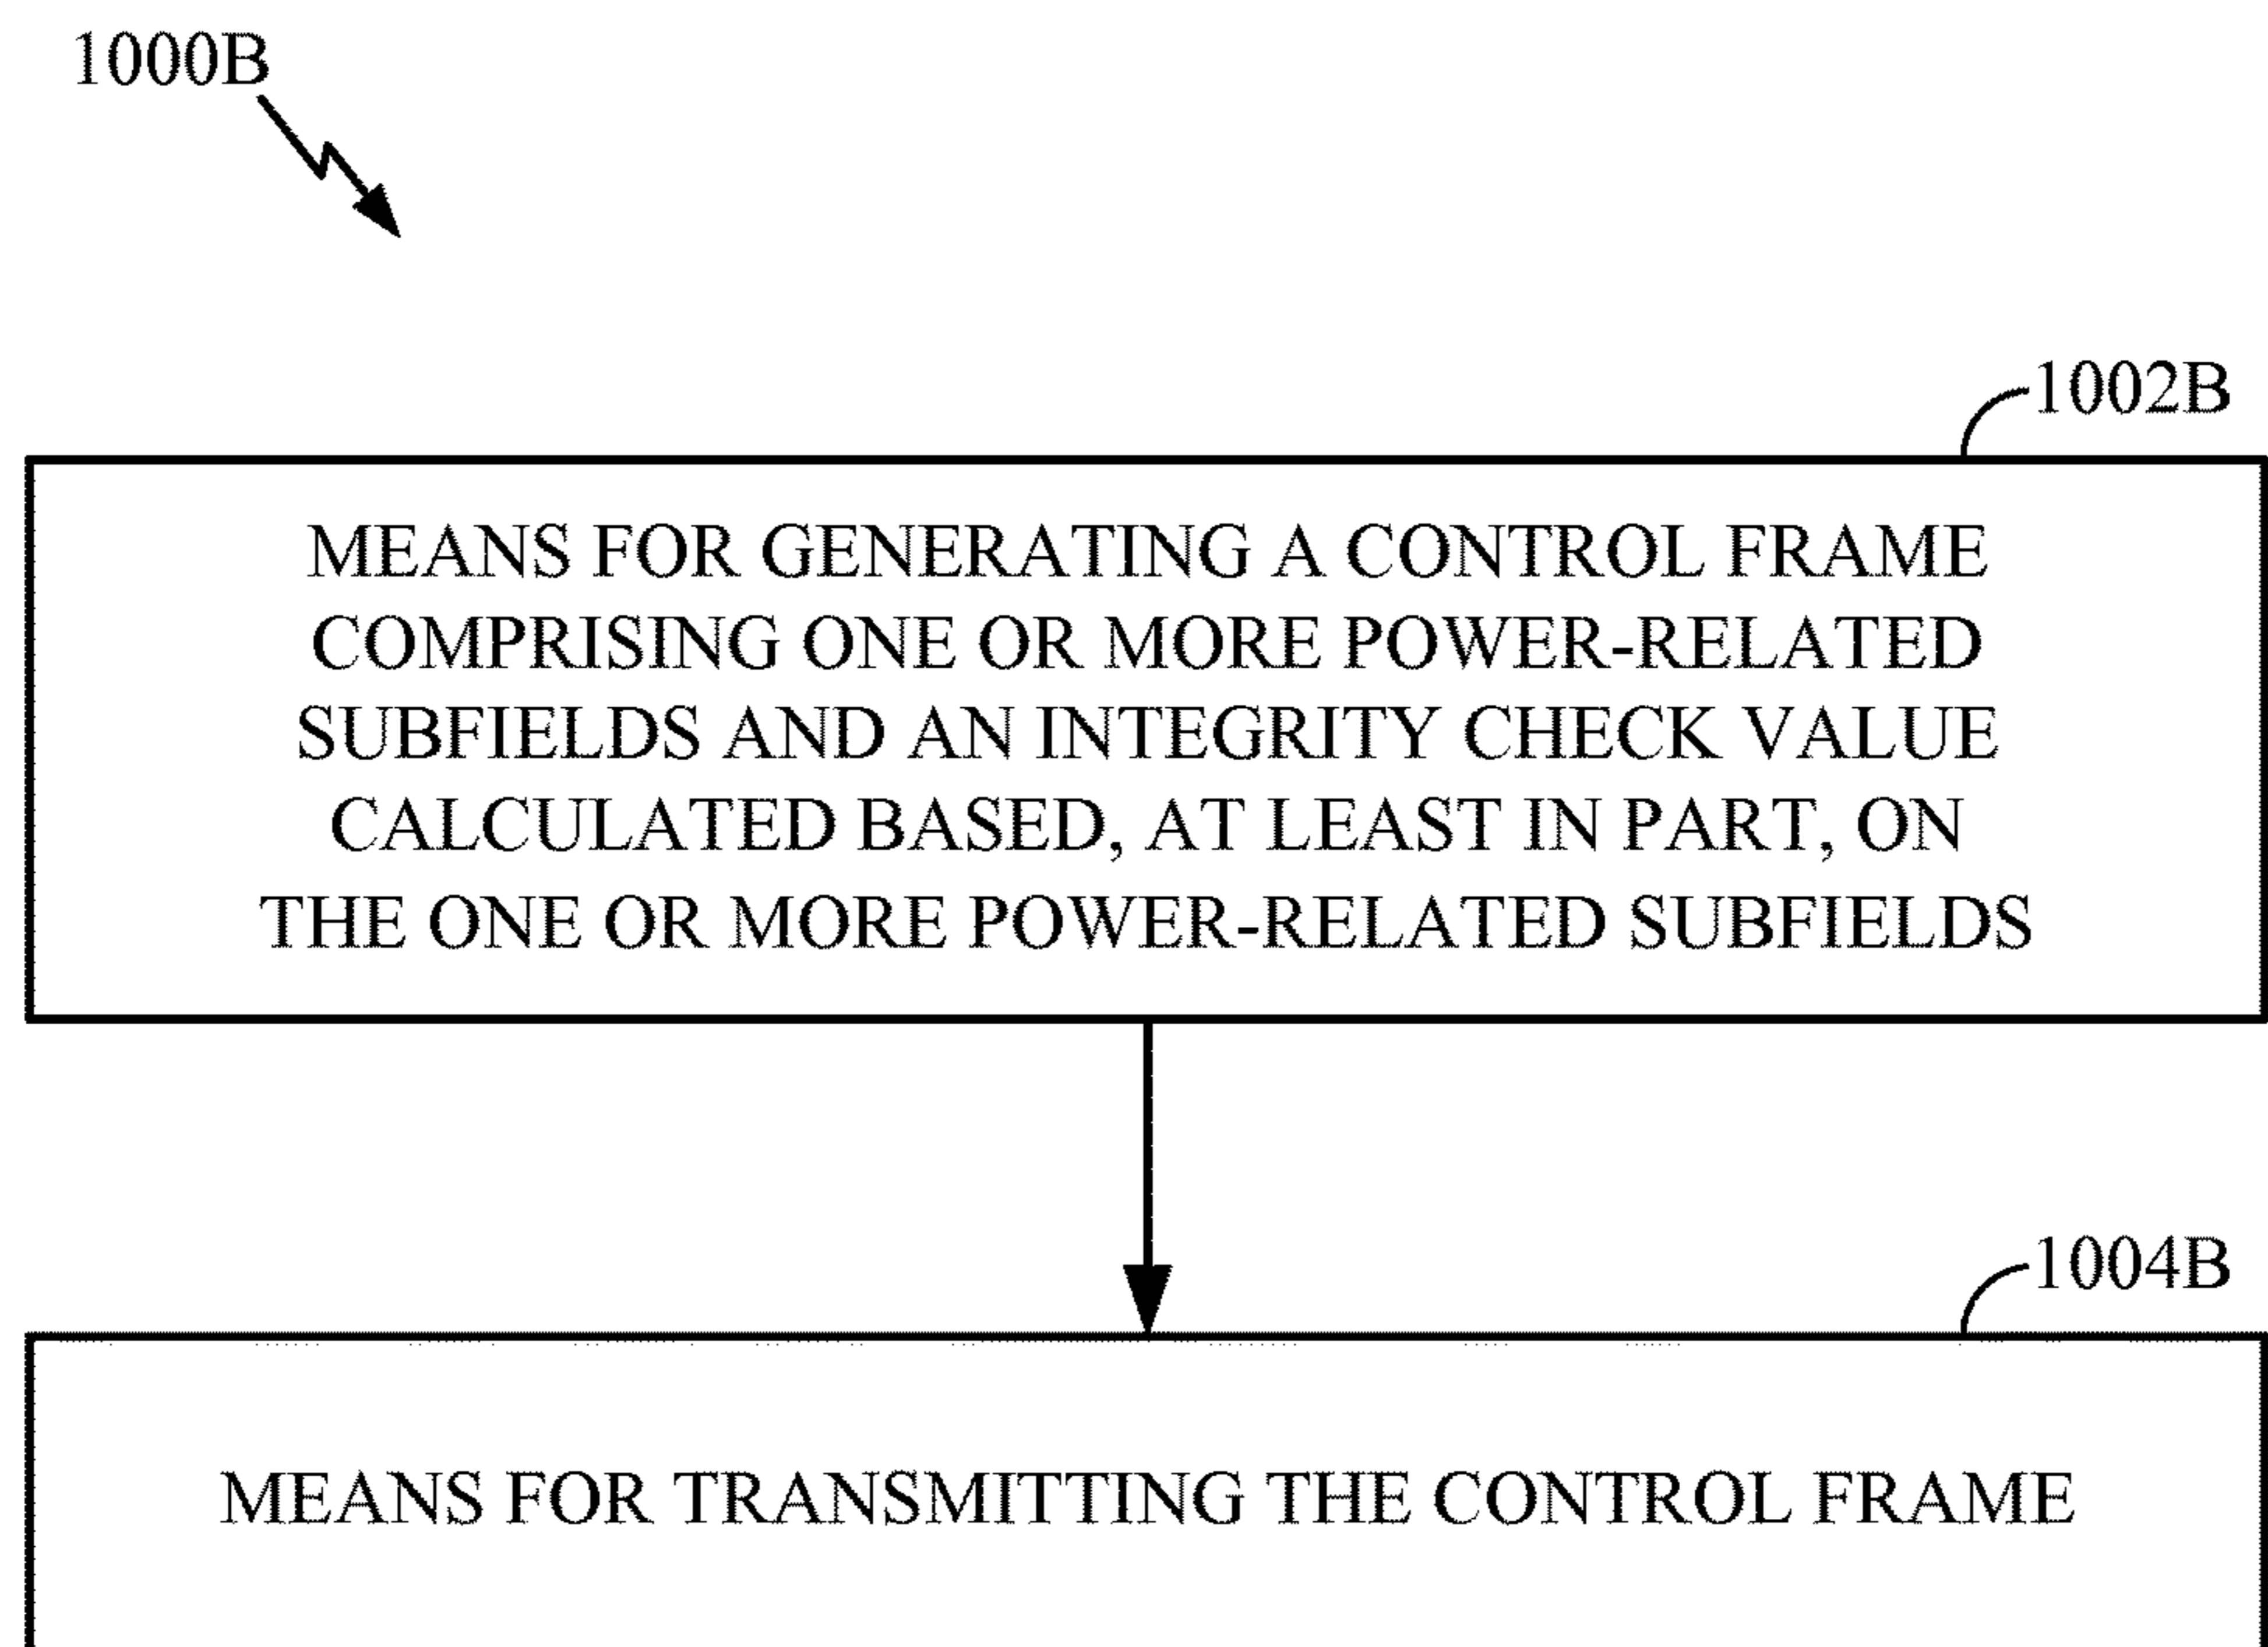 1000B
1002B
MEANS FOR GENERATING A CONTROL FRAME
COMPRISING ONE OR MORE POWER-RELATED
SUBFIELDS AND AN INTEGRITY CHECK VALUE
CALCULATED BASED, AT LEAST IN PART, ON
THE ONE OR MORE POWER-RELATED SUBFIELDS
1004B
MEANS FOR TRANSMITTING THE CONTROL FRAME